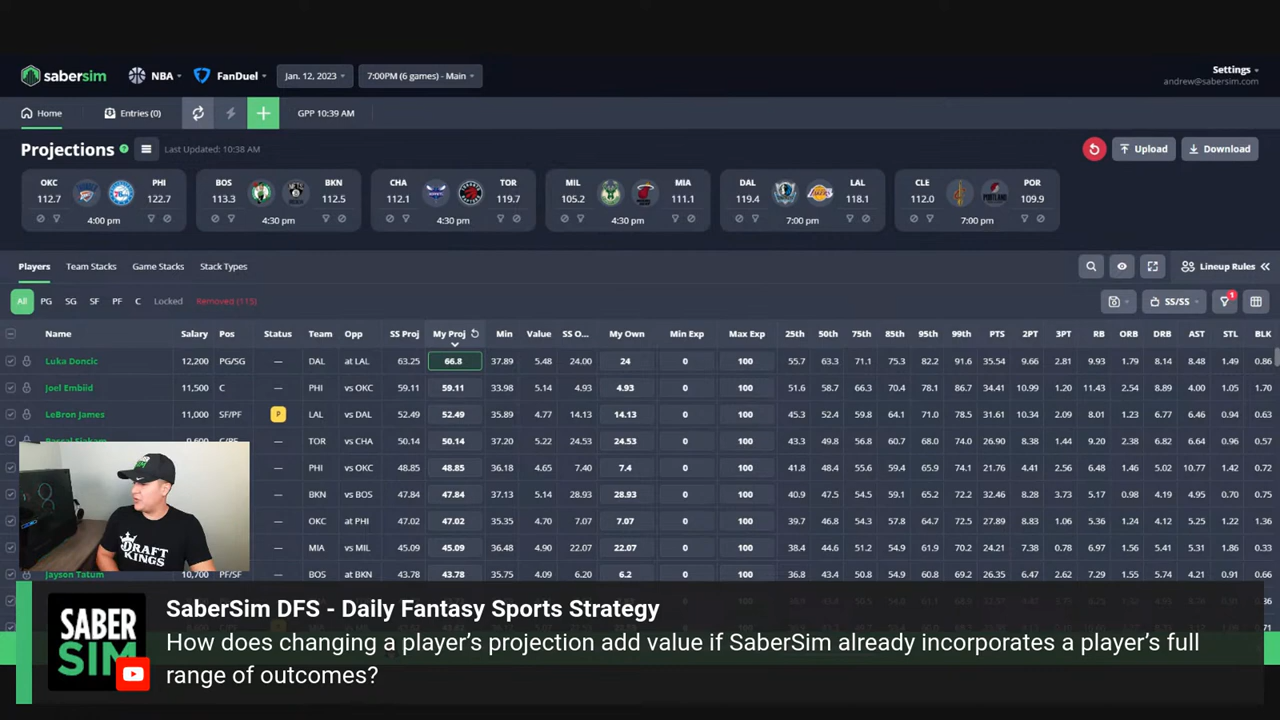 sabersim NBA FanDuel Jan. 12, 2023 7:00PM (6 games) - Main Settings
andrew@sabersim.com
Home Entries (0) GPP 10:39 AM
Projections Last Updated: 10:38 AM Upload Download
OKC PHI BOS BKN CHA TOR MIL MIA DAL LAL CLE POR
112.7 122.7 113.3 112.5 112.1 119.7 105.2 111.1 119.4 118.1 112.0 109.9
4:00 pm 4:30 pm 4:30 pm 4:30 pm 7:00 pm 7:00 pm
Players Team Stacks Game Stacks Stack Types Lineup Rules
All PG SG SF PF C Locked Removed (115) SS/SS 1
Name Salary Pos Status Team Opp SS Proj My Proj Min Value SS O... My Own Min Exp Max Exp 25th 50th 75th 85th 95th 99th PTS 2PT 3PT RB ORB DRB AST STL BLK
Luka Doncic 12,200 PG/SG — DAL at LAL 63.25 66.8 37.89 5.48 24.00 24 0 100 55.7 63.3 71.1 75.3 82.2 91.6 35.54 9.66 2.81 9.93 1.79 8.14 8.48 1.49 0.86
Joel Embiid 11,500 C — PHI vs OKC 59.11 59.11 33.98 5.14 4.93 4.93 0 100 51.6 58.7 66.3 70.4 78.1 86.7 34.41 10.99 1.20 11.43 2.54 8.89 4.00 1.05 1.70
LeBron James 11,000 SF/PF P LAL vs DAL 52.49 52.49 35.89 4.77 14.13 14.13 0 100 45.3 52.4 59.8 64.1 71.0 78.5 31.61 10.34 2.09 8.01 1.23 6.77 6.46 0.94 0.63
Pascal Siakam 9,600 C/PF — TOR vs CHA 50.14 50.14 37.20 5.22 24.53 24.53 0 100 43.3 49.8 56.8 60.7 68.0 74.0 26.90 8.38 1.44 9.20 2.38 6.82 6.64 0.96 0.57
— PHI vs OKC 48.85 48.85 36.18 4.65 7.40 7.4 0 100 41.8 48.4 55.6 59.4 66.1 74.1 21.76 4.41 2.56 6.48 1.46 5.02 10.77 1.42 0.72
— BKN vs BOS 47.84 47.84 37.13 5.14 28.93 28.93 0 100 40.9 47.5 54.5 59.1 65.2 72.2 32.46 8.28 3.73 5.17 0.98 4.19 4.95 0.70 0.75
— OKC at PHI 47.02 47.02 35.35 4.70 7.07 7.07 0 100 39.7 46.8 54.3 57.8 64.7 72.5 27.89 8.83 1.06 5.36 1.24 4.12 5.25 1.22 1.36
— MIA vs MIL 45.09 45.09 36.48 4.90 22.07 22.07 0 100 38.4 44.6 51.2 54.9 61.9 70.2 24.21 7.38 0.78 6.97 1.56 5.41 5.31 1.86 0.33
Jayson Tatum 10,700 PF/SF — BOS at BKN 43.78 43.78 35.75 4.09 6.20 6.2 0 100 36.8 43.4 50.8 54.9 60.8 69.2 26.35 6.47 2.64 7.29 1.55 5.74 4.21 0.91 0.66
DRAFT
KINGS
SABER
SIM
SaberSim DFS - Daily Fantasy Sports Strategy
How does changing a player's projection add value if SaberSim already incorporates a player's full
range of outcomes?